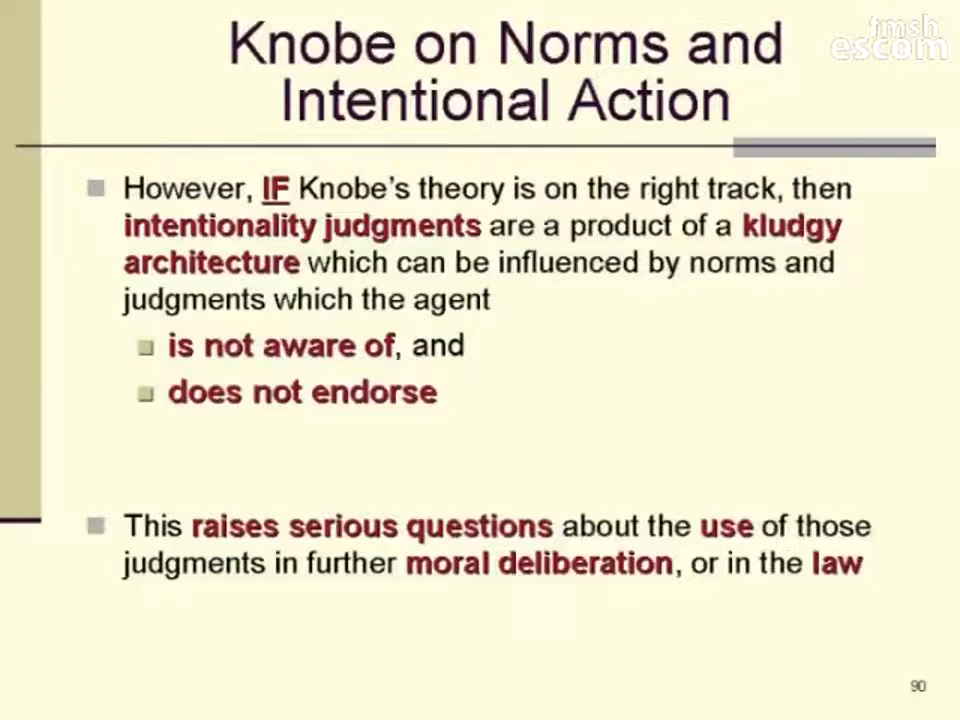 Knobe on Norms and
Intentional Action
fmsh
escom
However, IF Knobe's theory is on the right track, then
intentionality judgments are a product of a kludgy
architecture which can be influenced by norms and
judgments which the agent
is not aware of, and
does not endorse
This raises serious questions about the use of those
judgments in further moral deliberation, or in the law
90